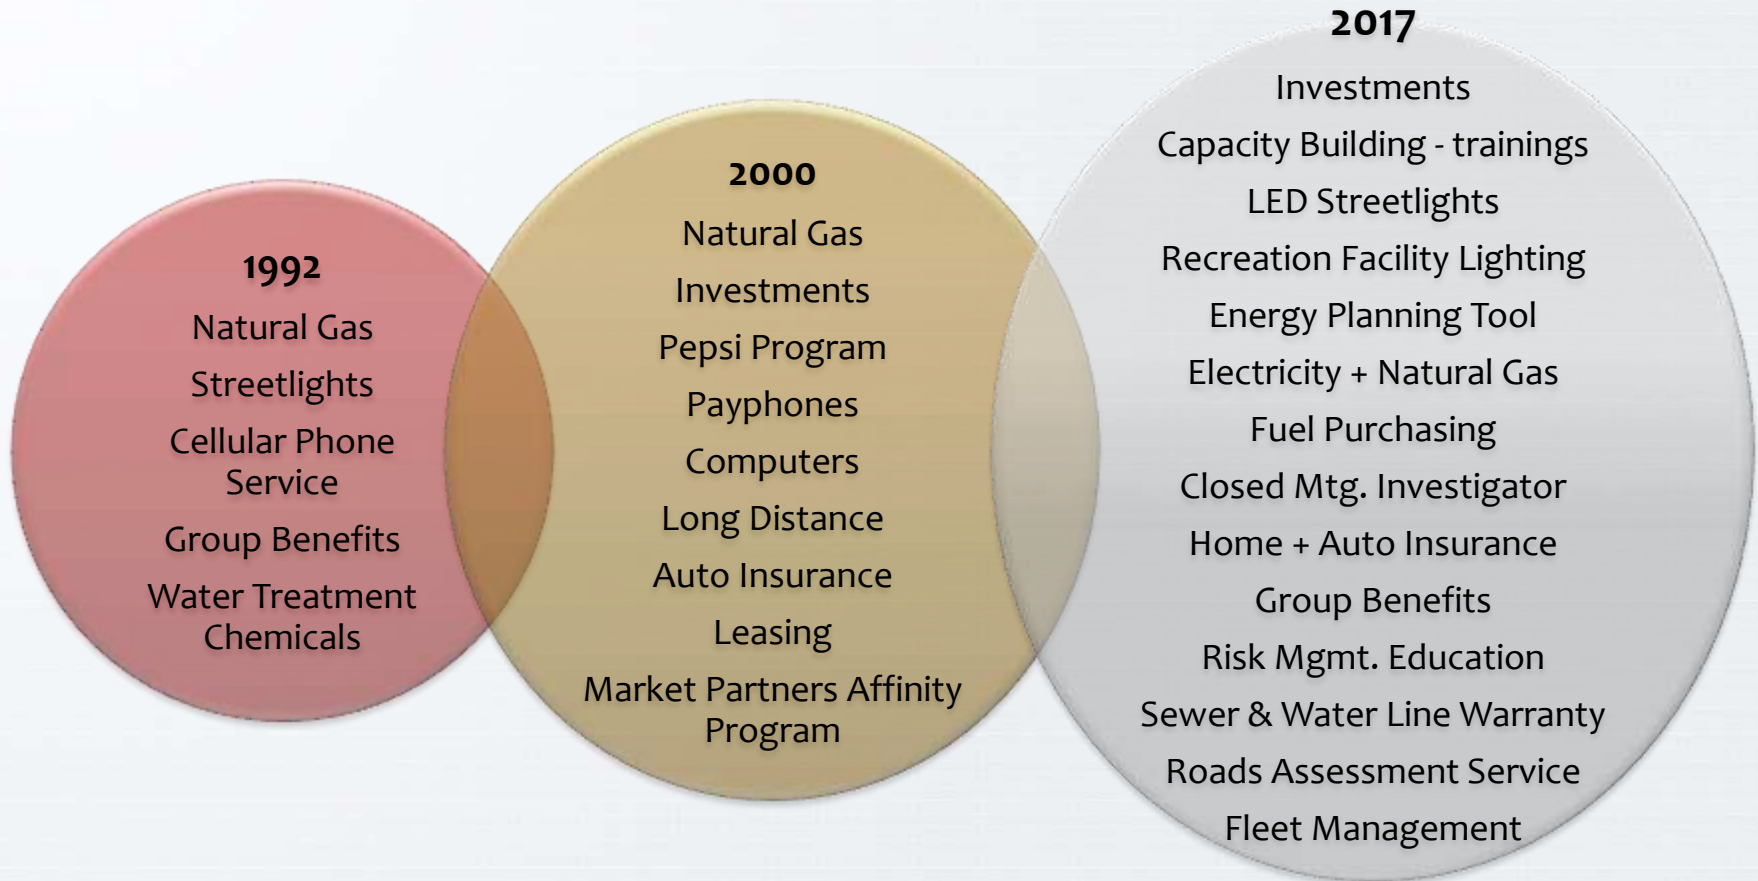 1992
Natural Gas
Streetlights
Cellular Phone
Service
Group Benefits
Water Treatment
Chemicals
2000
Natural Gas
Investments
Pepsi Program
Payphones
Computers
Long Distance
Auto Insurance
Leasing
Market Partners Affinity
Program
2017
Investments
Capacity Building - trainings
LED Streetlights
Recreation Facility Lighting
Energy Planning Tool
Electricity + Natural Gas
Fuel Purchasing
Closed Mtg. Investigator
Home + Auto Insurance
Group Benefits
Risk Mgmt. Education
Sewer & Water Line Warranty
Roads Assessment Service
Fleet Management